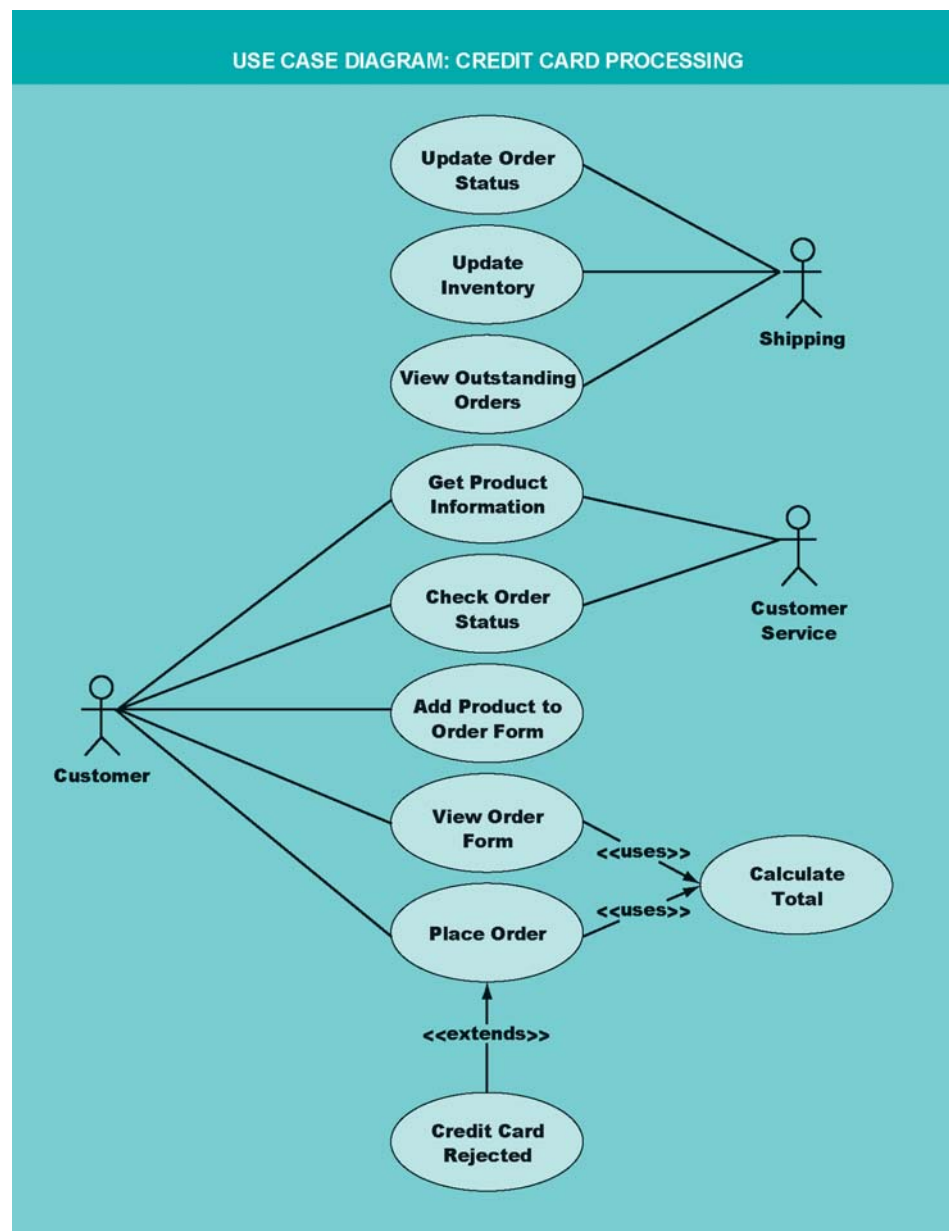 USE CASE DIAGRAM: CREDIT CARD PROCESSING
Update Order
Status
Update
Inventory
Shipping
View Outstanding
Orders
Get Product
Information
Customer
Service
Check Order
Status
Add Product to
Order Form
Customer
View Order
Form
<<uses>>
Calculate
Total
<<uses>>
Place Order
<<extends>>
Credit Card
Rejected